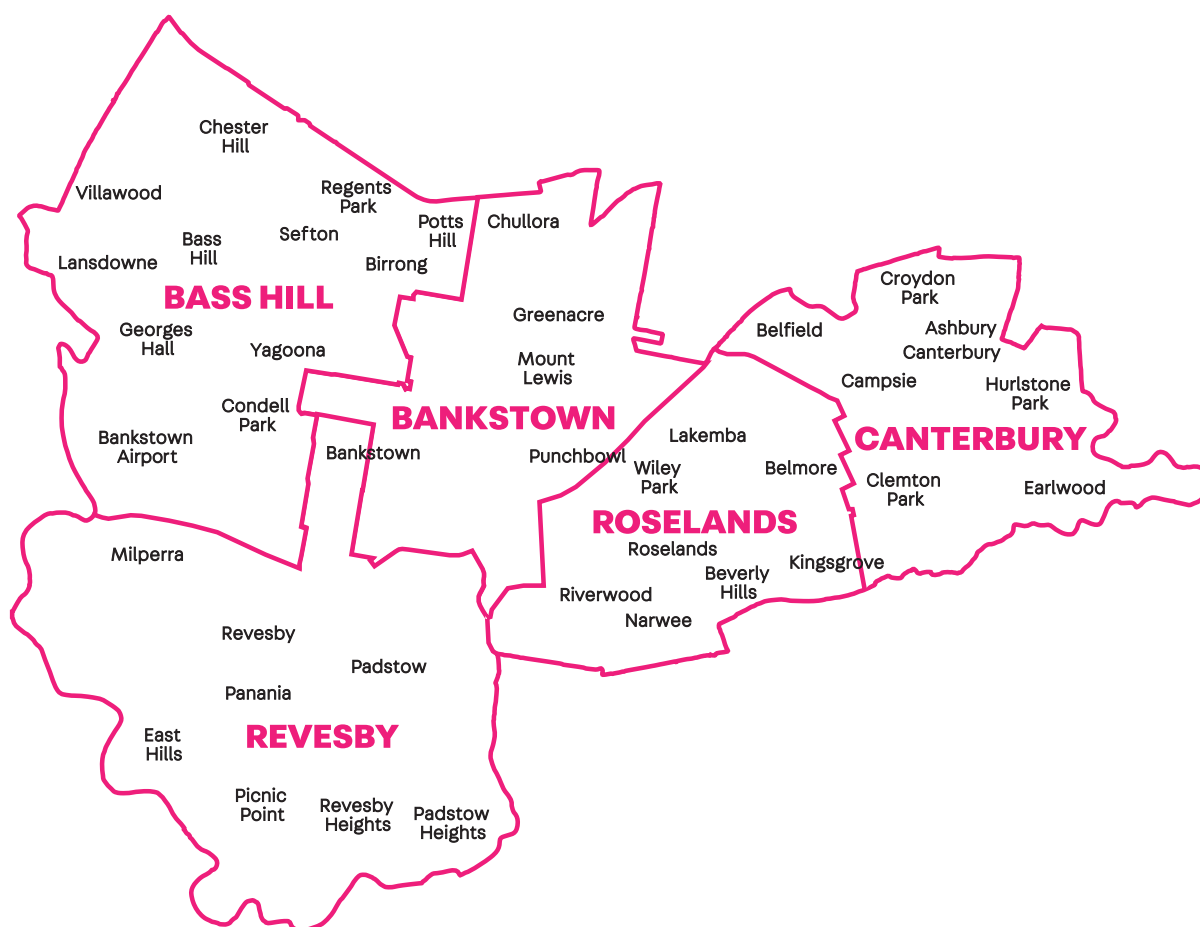 Chester
Hill
Villawood
Regents
Park
Potts
Hill
Chullora
Sefton
Bass
Hill
Lansdowne
Birrong
BASS HILL
Georges
Hall
Yagoona
Condell
Park
Bankstown
Airport
Greenacre
Mount
Lewis
BANKSTOWN
Bankstown
Punchbowl
Croydon
Park
Belfield
Ashbury
Canterbury
Campsie
Hurlstone
Park
CANTERBURY
Clemton
Park
Earlwood
Lakemba
Wiley
Park
Belmore
ROSELANDS
Roselands
Kingsgrove
Beverly
Hills
Riverwood
Narwee
Milperra
Revesby
Padstow
Panania
REVESBY
East
Hills
Picnic
Point
Revesby
Heights
Padstow
Heights